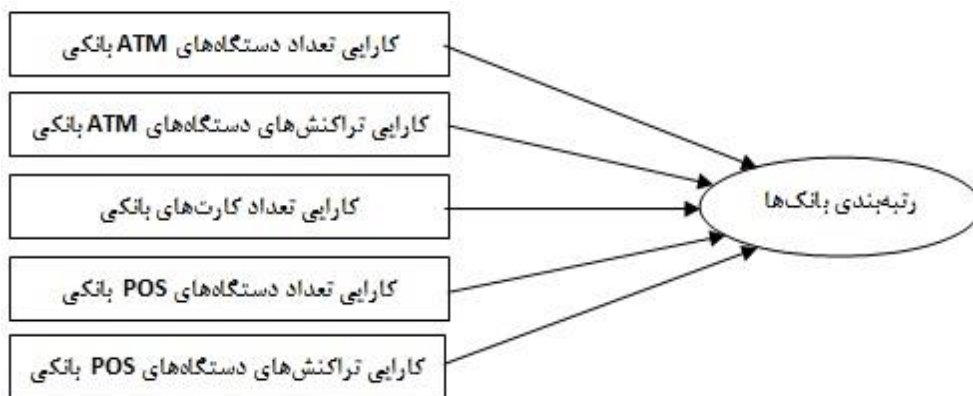 کارایی تعداد دستگاه‌های ATM بانکی
کارایی تراکنش‌های دستگاه‌های ATM بانکی
کارایی تعداد کارت‌های بانکی
رتبه‌بندی بانک‌ها
کارایی تعداد دستگاه‌های POS بانکی
کارایی تراکنش‌های دستگاه‌های POS بانکی